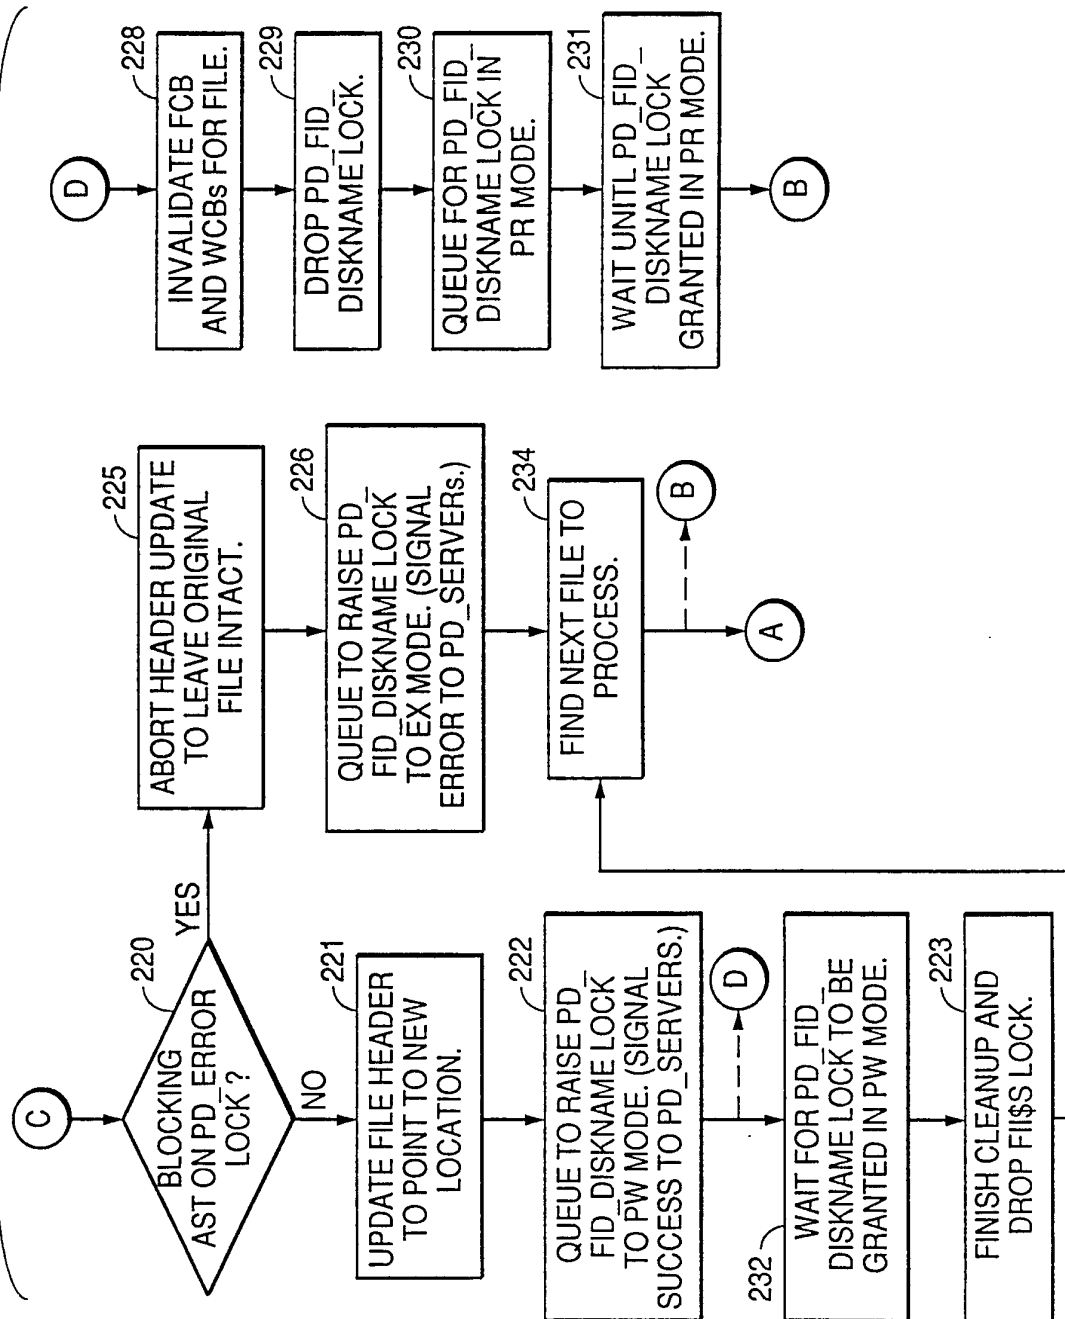 C
220
BLOCKING
AST ON PD_ERROR
LOCK ?
YES
NO
221
UPDATE FILE HEADER
TO POINT TO NEW
LOCATION.
222
QUEUE TO RAISE PD_
FID_DISKNAME LOCK
TO PW MODE. (SIGNAL
SUCCESS TO PD_SERVERS.)
D
232
WAIT FOR PD_FID_
DISKNAME LOCK TO BE
GRANTED IN PW MODE.
223
FINISH CLEANUP AND
DROP FII$S LOCK.
225
ABORT HEADER UPDATE
TO LEAVE ORIGINAL
FILE INTACT.
226
QUEUE TO RAISE PD_
FID_DISKNAME LOCK
TO EX MODE. (SIGNAL
ERROR TO PD_SERVERs.)
234
FIND NEXT FILE TO
PROCESS.
B
A
D
228
INVALIDATE FCB
AND WCBs FOR FILE.
229
DROP PD_FID_
DISKNAME LOCK.
230
QUEUE FOR PD_FID_
DISKNAME LOCK IN
PR MODE.
231
WAIT UNITL PD_FID_
DISKNAME LOCK
GRANTED IN PR MODE.
B